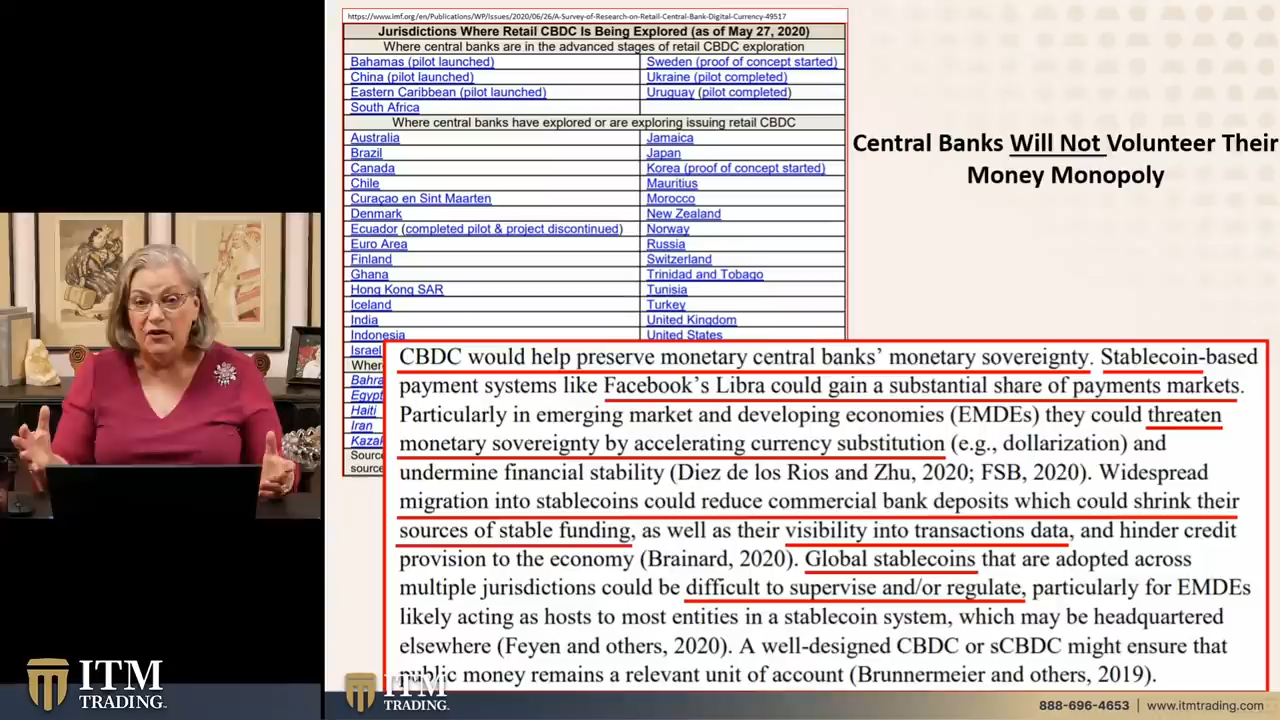 https://www.imf.org/en/Publications/WP/Issues/2020/06/26/A-Survey-of-Research-on-Retail-Central-Bank-Digital-Currency-49517
Jurisdictions Where Retail CBDC Is Being Explored (as of May 27, 2020)
Where central banks are in the advanced stages of retail CBDC exploration
Bahamas (pilot launched) Sweden (proof of concept started)
China (pilot launched) Ukraine (pilot completed)
Eastern Caribbean (pilot launched) Uruguay (pilot completed)
South Africa
Where central banks have explored or are exploring issuing retail CBDC
Australia Jamaica
Brazil Japan
Canada Korea (proof of concept started)
Chile Mauritius
Curaçao en Sint Maarten Morocco
Denmark New Zealand
Ecuador (completed pilot & project discontinued) Norway
Euro Area Russia
Finland Switzerland
Ghana Trinidad and Tobago
Hong Kong SAR Tunisia
Iceland Turkey
India United Kingdom
Indonesia United States
Israel
Wher
Bahra
Egypt
Haiti
Iran
Kazak
Sourc
source
Central Banks Will Not Volunteer Their
Money Monopoly
CBDC would help preserve monetary central banks' monetary sovereignty. Stablecoin-based
payment systems like Facebook's Libra could gain a substantial share of payments markets.
Particularly in emerging market and developing economies (EMDEs) they could threaten
monetary sovereignty by accelerating currency substitution (e.g., dollarization) and
undermine financial stability (Diez de los Rios and Zhu, 2020; FSB, 2020). Widespread
migration into stablecoins could reduce commercial bank deposits which could shrink their
sources of stable funding, as well as their visibility into transactions data, and hinder credit
provision to the economy (Brainard, 2020). Global stablecoins that are adopted across
multiple jurisdictions could be difficult to supervise and/or regulate, particularly for EMDEs
likely acting as hosts to most entities in a stablecoin system, which may be headquartered
elsewhere (Feyen and others, 2020). A well-designed CBDC or sCBDC might ensure that
public money remains a relevant unit of account (Brunnermeier and others, 2019).
ITM
TRADING
ITM
TRADING
888-696-4653 | www.itmtrading.com